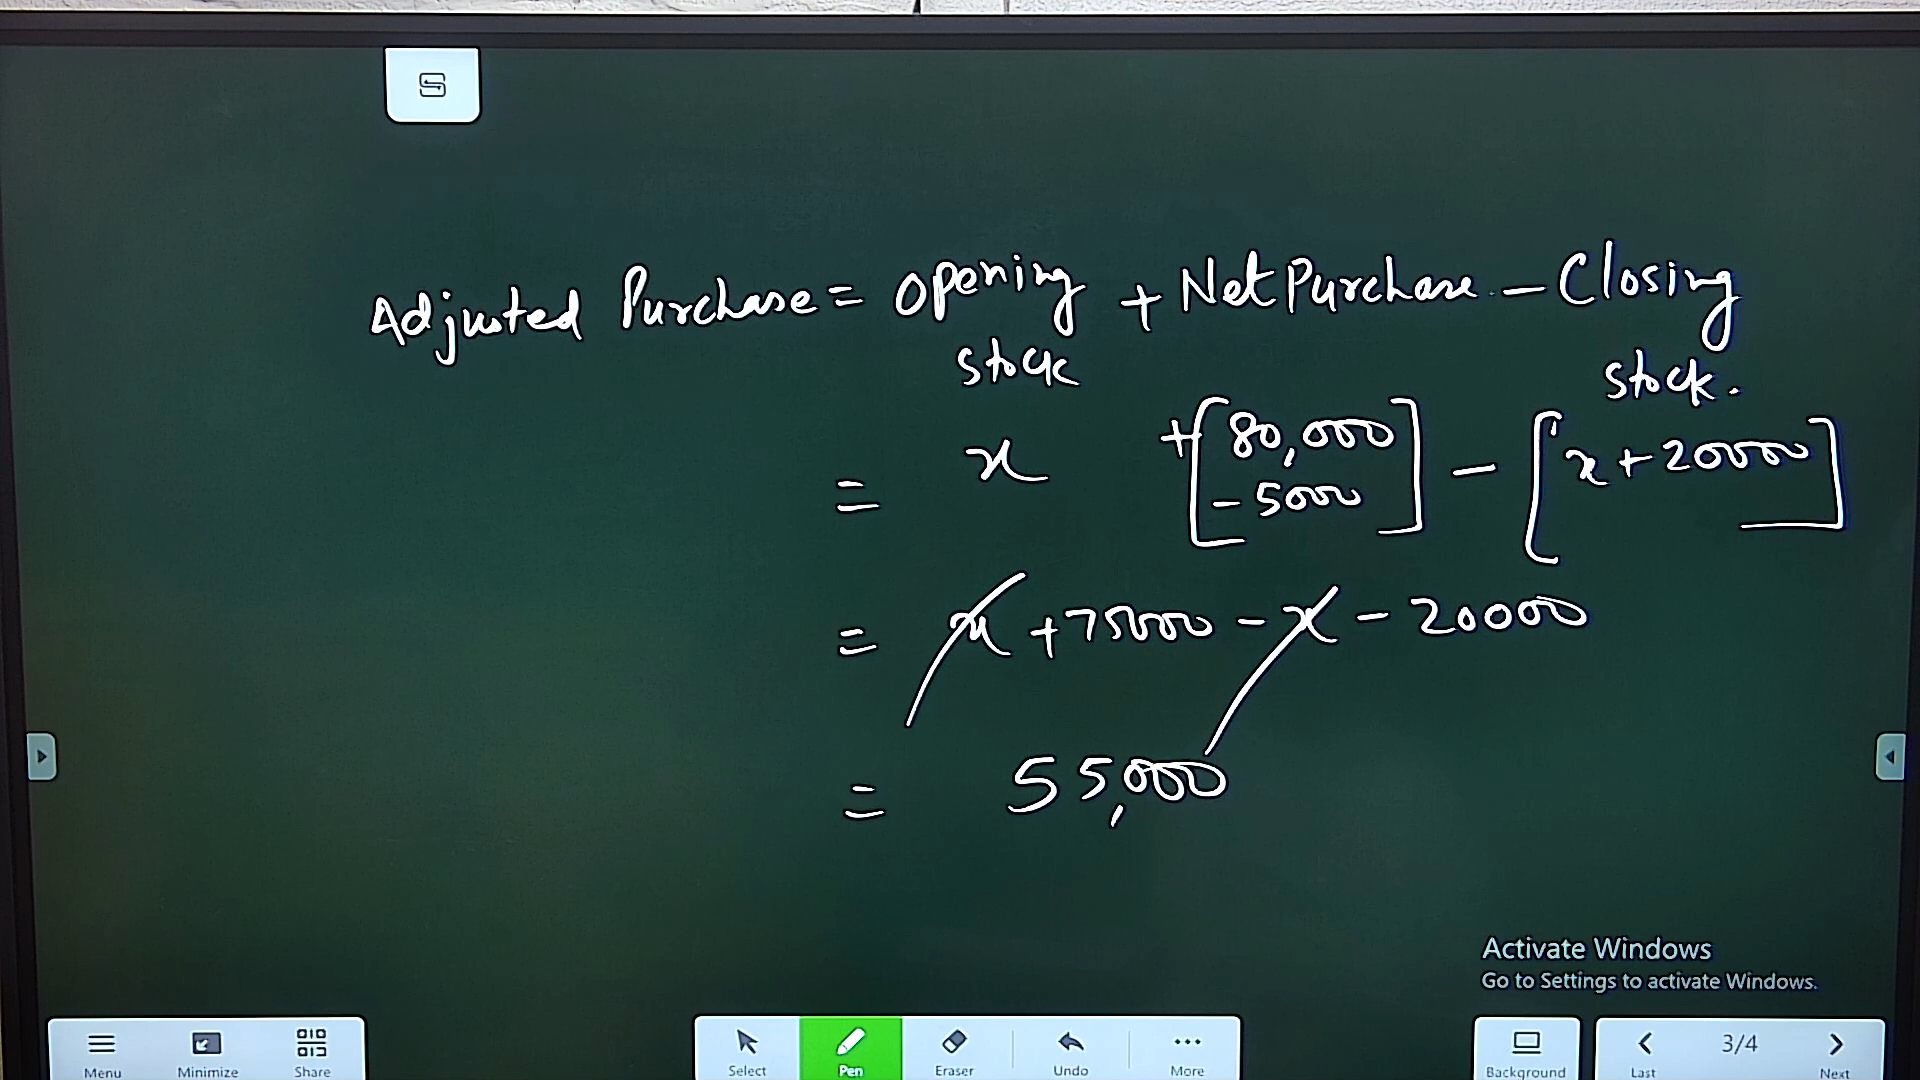 Adjusted Purchase = Opening stock + Net Purchase - Closing stock.
= x + [80,000 - 5000] - [x + 20000]
= x + 75000 - x - 20000
= 55,000
Activate Windows
Go to Settings to activate Windows.
Menu Minimize Share Select Pen Eraser Undo More Background Last 3/4 Next